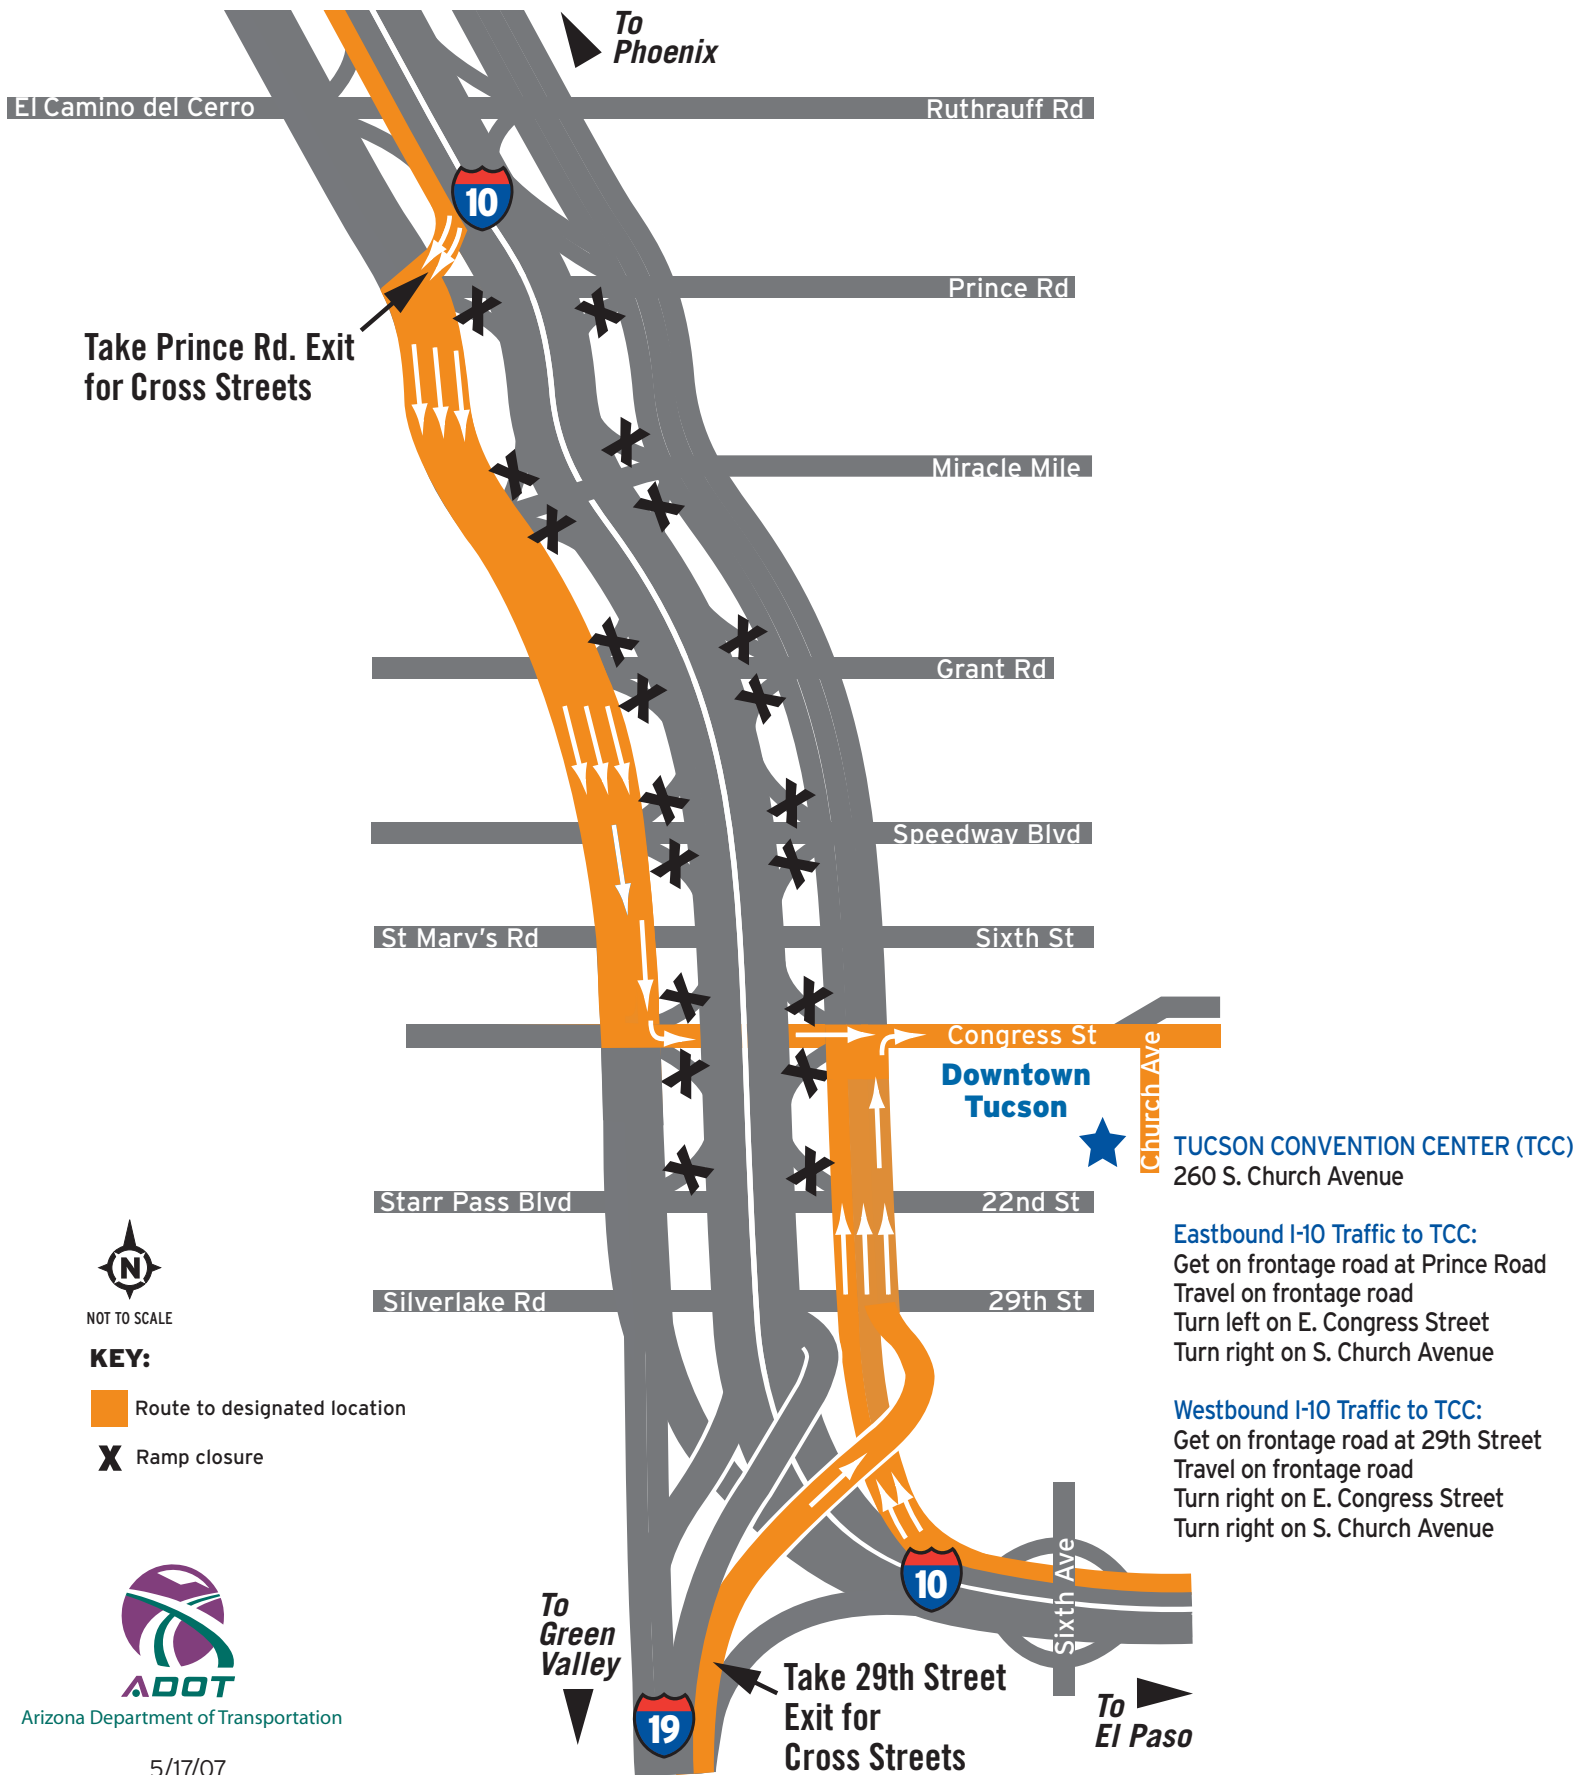 To
Phoenix
El Camino del Cerro
Ruthrauff Rd
10
Prince Rd
Take Prince Rd. Exit
for Cross Streets
Miracle Mile
Grant Rd
Speedway Blvd
St Mary's Rd
Sixth St
Congress St
Church Ave
Downtown
Tucson
TUCSON CONVENTION CENTER (TCC)
260 S. Church Avenue
Starr Pass Blvd
22nd St
Eastbound I-10 Traffic to TCC:
Get on frontage road at Prince Road
Travel on frontage road
Turn left on E. Congress Street
Turn right on S. Church Avenue
Silverlake Rd
29th St
N
NOT TO SCALE
KEY:
Route to designated location
X Ramp closure
Westbound I-10 Traffic to TCC:
Get on frontage road at 29th Street
Travel on frontage road
Turn right on E. Congress Street
Turn right on S. Church Avenue
10
Sixth Ave
To
Green
Valley
19
Take 29th Street
Exit for
Cross Streets
To
El Paso
ADOT
Arizona Department of Transportation
5/17/07